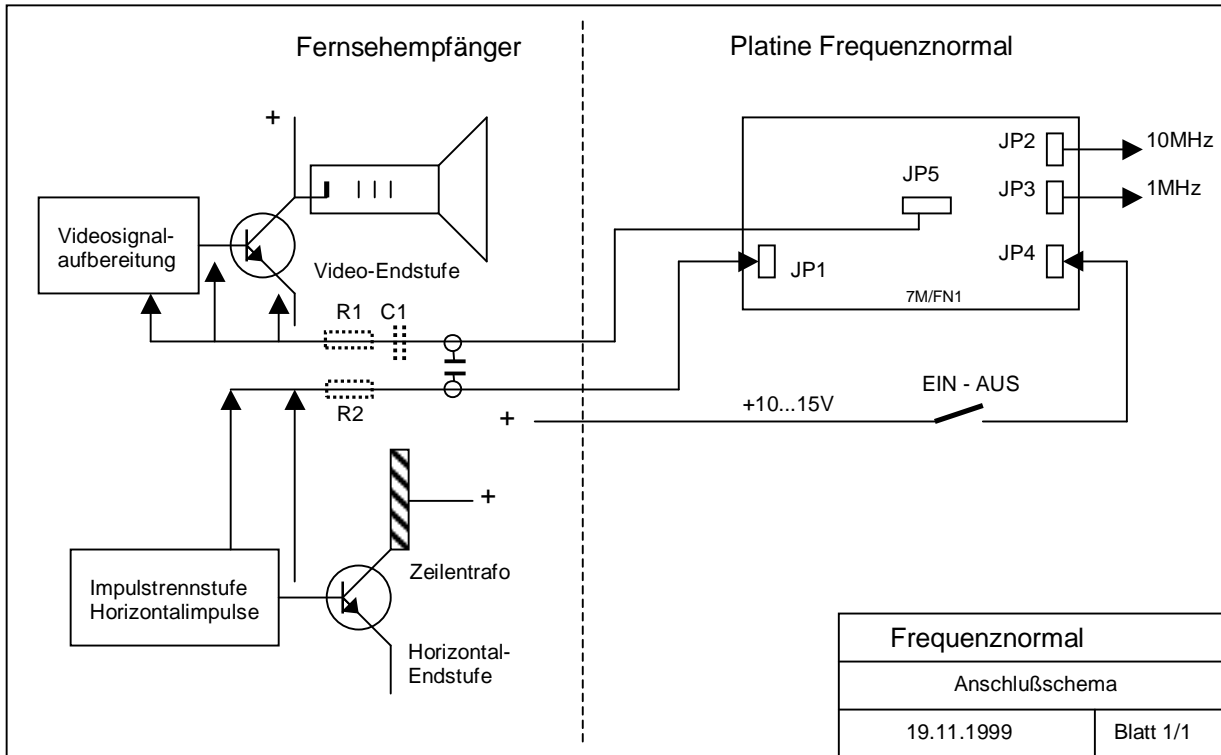 Fernsehempfänger
Platine Frequenznormal
+
JP2
10MHz
JP5
JP3
1MHz
Videosignal-
aufbereitung
Video-Endstufe
JP1
JP4
7M/FN1
R1
C1
R2
EIN - AUS
+
+10...15V
+
Zeilentrafo
Impulstrennstufe
Horizontalimpulse
Horizontal-
Endstufe
Frequenznormal
Anschlußschema
19.11.1999
Blatt 1/1